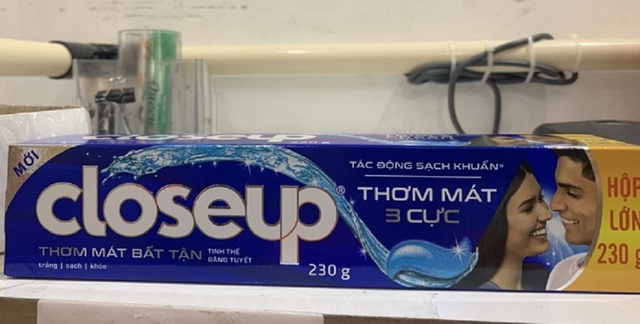 MỚI
closeup®
THƠM MÁT BẤT TẬN
TINH THỂ
BĂNG TUYẾT
trắng | sạch | khỏe
230 g
TÁC ĐỘNG SẠCH KHUẨN*
THƠM MÁT
3 CỰC
HỘP
LỚN
230 g